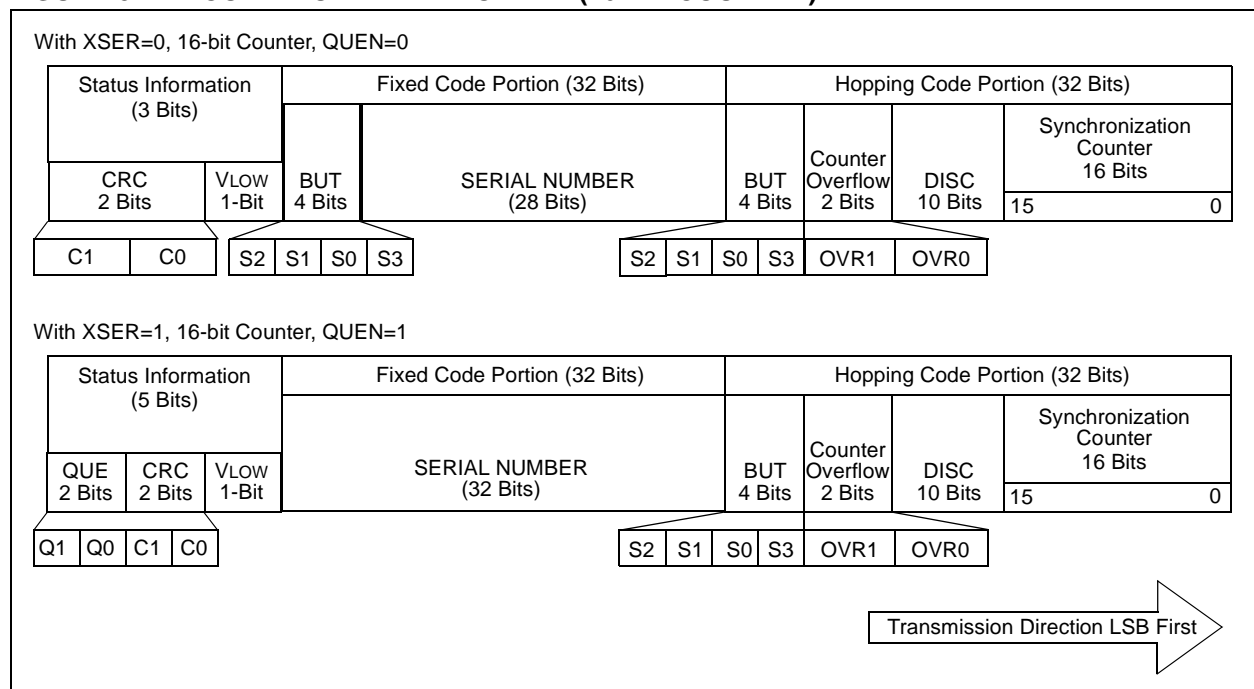 With XSER=0, 16-bit Counter, QUEN=0
Status Information
(3 Bits)
Fixed Code Portion (32 Bits)
Hopping Code Portion (32 Bits)
CRC
2 Bits
VLOW
1-Bit
BUT
4 Bits
SERIAL NUMBER
(28 Bits)
BUT
4 Bits
Counter
Overflow
2 Bits
DISC
10 Bits
Synchronization
Counter
16 Bits
15 0
C1 C0
S2 S1 S0 S3
S2 S1 S0 S3 OVR1 OVR0
With XSER=1, 16-bit Counter, QUEN=1
Status Information
(5 Bits)
Fixed Code Portion (32 Bits)
Hopping Code Portion (32 Bits)
QUE
2 Bits
CRC
2 Bits
VLOW
1-Bit
SERIAL NUMBER
(32 Bits)
BUT
4 Bits
Counter
Overflow
2 Bits
DISC
10 Bits
Synchronization
Counter
16 Bits
15 0
Q1 Q0 C1 C0
S2 S1 S0 S3 OVR1 OVR0
Transmission Direction LSB First